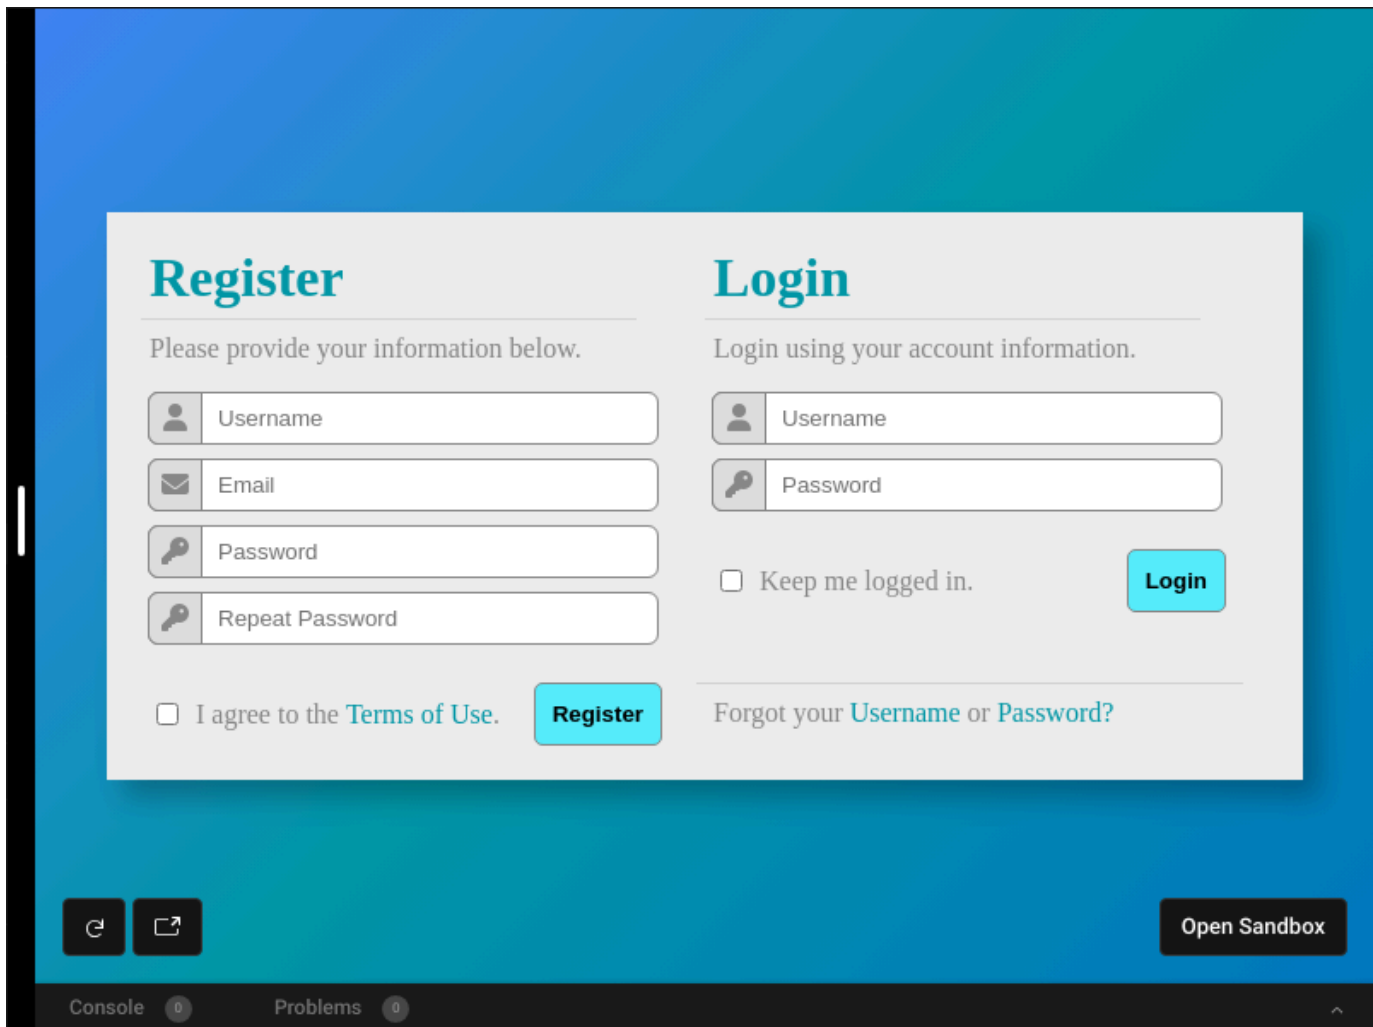 Register
Please provide your information below.
Username
Email
Password
Repeat Password
I agree to the Terms of Use.
Register
Login
Login using your account information.
Username
Password
Keep me logged in.
Login
Forgot your Username or Password?
Open Sandbox
Console 0
Problems 0